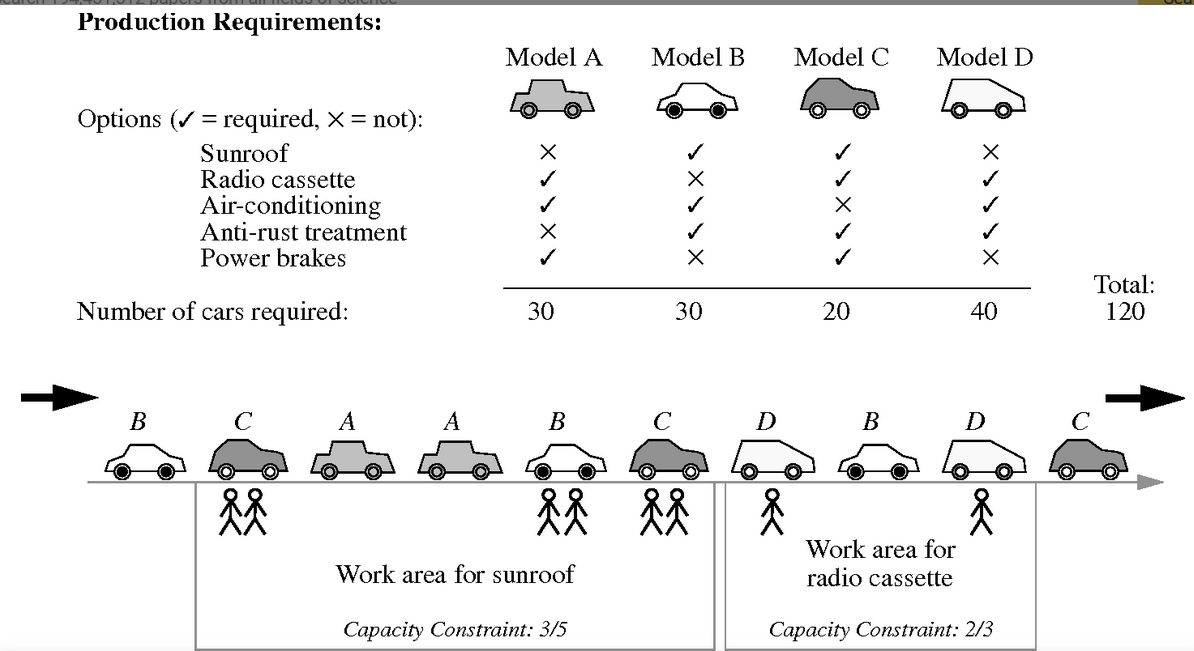 Production Requirements:
Model A Model B Model C Model D
Options (✓ = required, × = not):
Sunroof × ✓ ✓ ×
Radio cassette ✓ × ✓ ✓
Air-conditioning ✓ ✓ × ✓
Anti-rust treatment × ✓ ✓ ✓
Power brakes ✓ × ✓ ×
Total:
Number of cars required: 30 30 20 40 120
B C A A B C D B D C
Work area for sunroof
Capacity Constraint: 3/5
Work area for
radio cassette
Capacity Constraint: 2/3